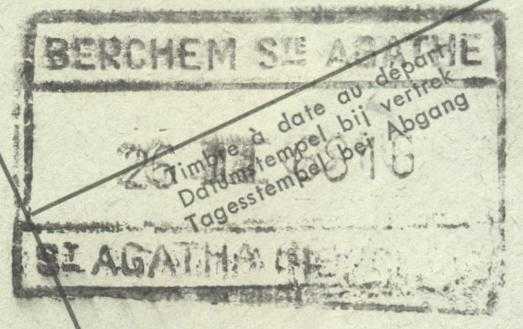 BERCHEM STE AGATHE
Timbre à date au départ
Datumstempel bij vertrek
Tagesstempel bei Abgang
ST AGATHA